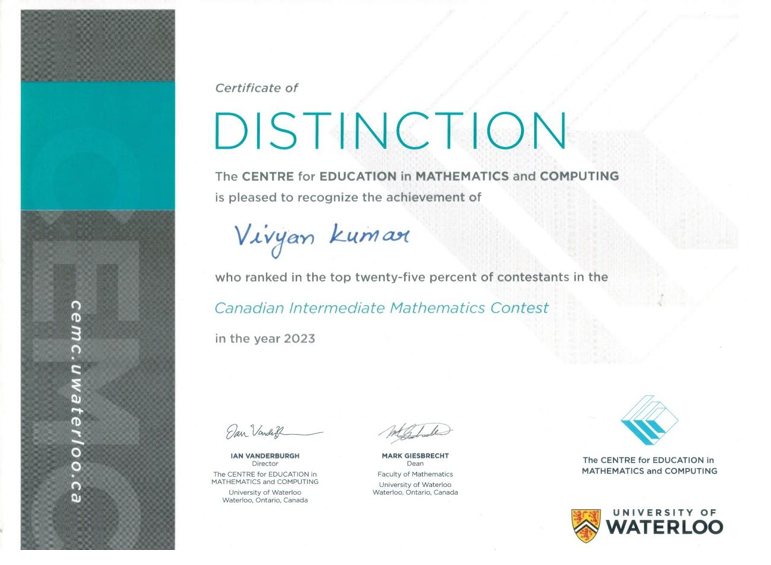 Certificate of
DISTINCTION
The CENTRE for EDUCATION in MATHEMATICS and COMPUTING
is pleased to recognize the achievement of
Vivyan Kumar
who ranked in the top twenty-five percent of contestants in the
Canadian Intermediate Mathematics Contest
in the year 2023
CEMC
cemc.uwaterloo.ca
IAN VANDERBURGH
Director
The CENTRE for EDUCATION in
MATHEMATICS and COMPUTING
University of Waterloo
Waterloo, Ontario, Canada
MARK GIESBRECHT
Dean
Faculty of Mathematics
University of Waterloo
Waterloo, Ontario, Canada
The CENTRE for EDUCATION in
MATHEMATICS and COMPUTING
UNIVERSITY OF
WATERLOO